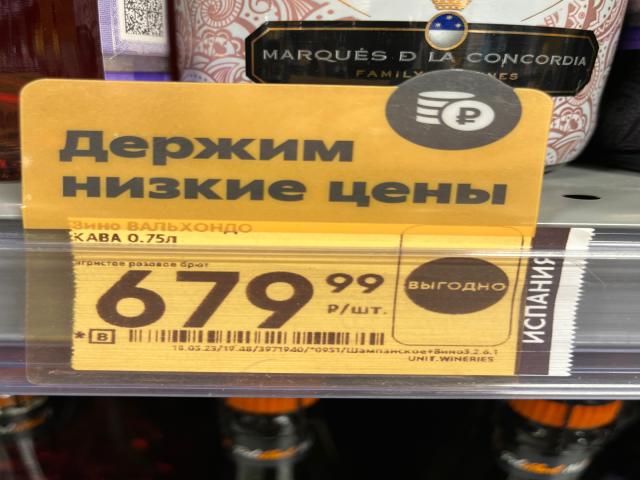 MARQUÉS D LA CONCORDIA
FAMILY
Держим
низкие цены
Вино ВАЛЬХОНДО
КАВА 0.75л
игристое розовое брют
679 99
₽/шт.
ВЫГОДНО
ИСПАНИЯ
* В
18.05.23/19:48/3971940/*0951/Шампанское+Вино3.2.6.1
UNIT.WINERIES